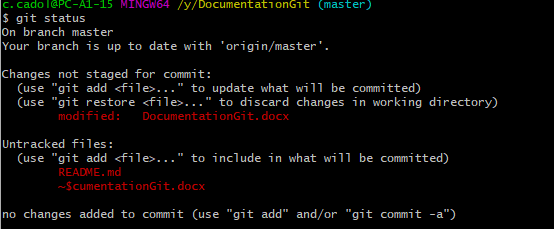 c.cadol@PC-A1-15 MINGW64 /y/DocumentationGit (master)
$ git status
On branch master
Your branch is up to date with 'origin/master'.

Changes not staged for commit:
  (use "git add <file>..." to update what will be committed)
  (use "git restore <file>..." to discard changes in working directory)
        modified:   DocumentationGit.docx

Untracked files:
  (use "git add <file>..." to include in what will be committed)
        README.md
        ~$cumentationGit.docx

no changes added to commit (use "git add" and/or "git commit -a")